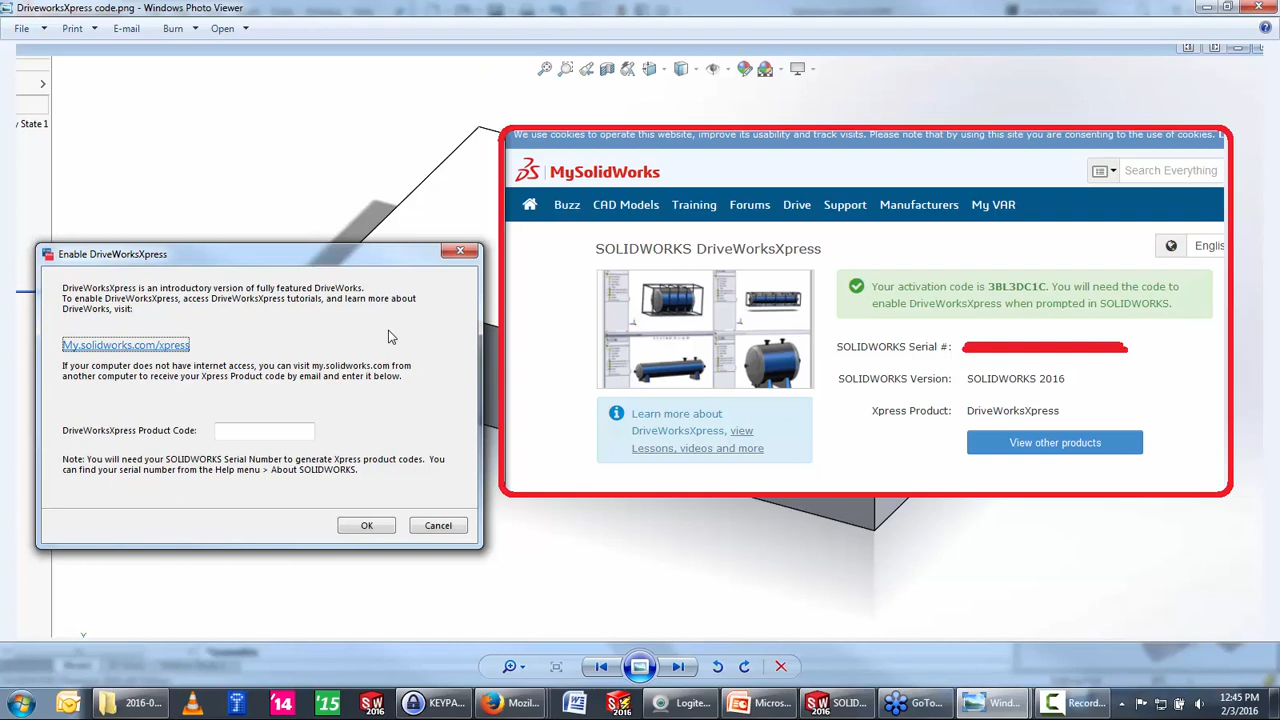 DriveworksXpress code.png - Windows Photo Viewer
File Print E-mail Burn Open
y State 1
We use cookies to operate this website, improve its usability and track visits. Please note that by using this site you are consenting to the use of cookies.
MySolidWorks
Search Everything
Buzz CAD Models Training Forums Drive Support Manufacturers My VAR
SOLIDWORKS DriveWorksXpress
Englis
Your activation code is 3BL3DC1C. You will need the code to
enable DriveWorksXpress when prompted in SOLIDWORKS.
SOLIDWORKS Serial #:
SOLIDWORKS Version: SOLIDWORKS 2016
Xpress Product: DriveWorksXpress
View other products
Learn more about
DriveWorksXpress, view
Lessons, videos and more
Enable DriveWorksXpress
DriveWorksXpress is an introductory version of fully featured DriveWorks.
To enable DriveWorksXpress, access DriveWorksXpress tutorials, and learn more about
DriveWorks, visit:
My.solidworks.com/xpress
If your computer does not have internet access, you can visit my.solidworks.com from
another computer to receive your Xpress Product code by email and enter it below.
DriveWorksXpress Product Code:
Note: You will need your SOLIDWORKS Serial Number to generate Xpress product codes. You
can find your serial number from the Help menu > About SOLIDWORKS.
OK Cancel
Y
2016-0... 14 15 SW 2016 KEYPA... Mozil... 2016 Logite... Micros... SW 2016 SOLID... GoTo... Wind... Record...
12:45 PM
2/3/2016